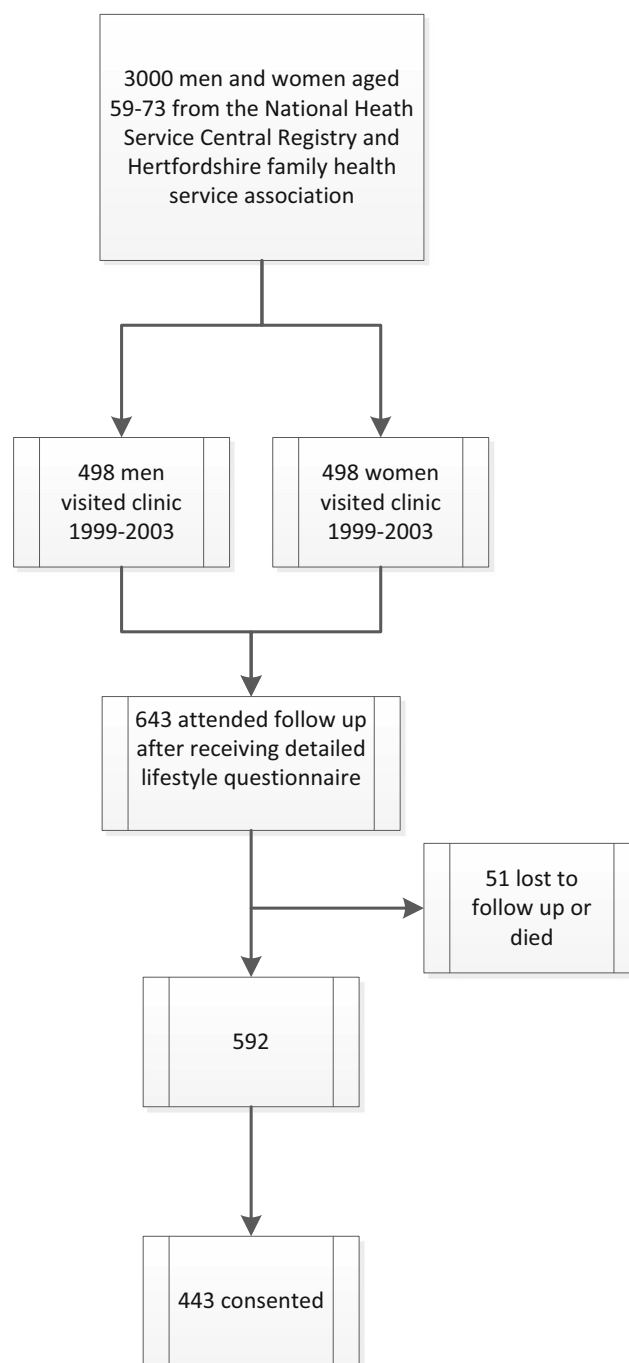 3000 men and women aged
59-73 from the National Heath
Service Central Registry and
Hertfordshire family health
service association
498 men
visited clinic
1999-2003
498 women
visited clinic
1999-2003
643 attended follow up
after receiving detailed
lifestyle questionnaire
51 lost to
follow up or
died
592
443 consented